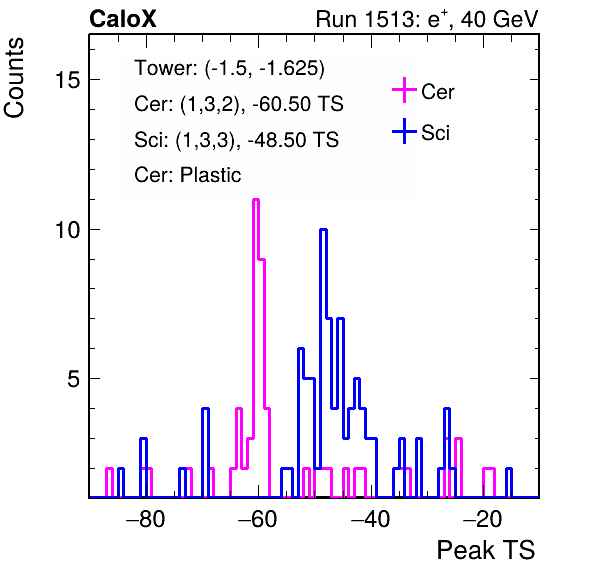 CaloX Run 1513: e⁺, 40 GeV
Counts
Tower: (-1.5, -1.625)
Cer: (1,3,2), -60.50 TS
Sci: (1,3,3), -48.50 TS
Cer: Plastic
Cer
Sci
15
10
5
−80 −60 −40 −20
Peak TS